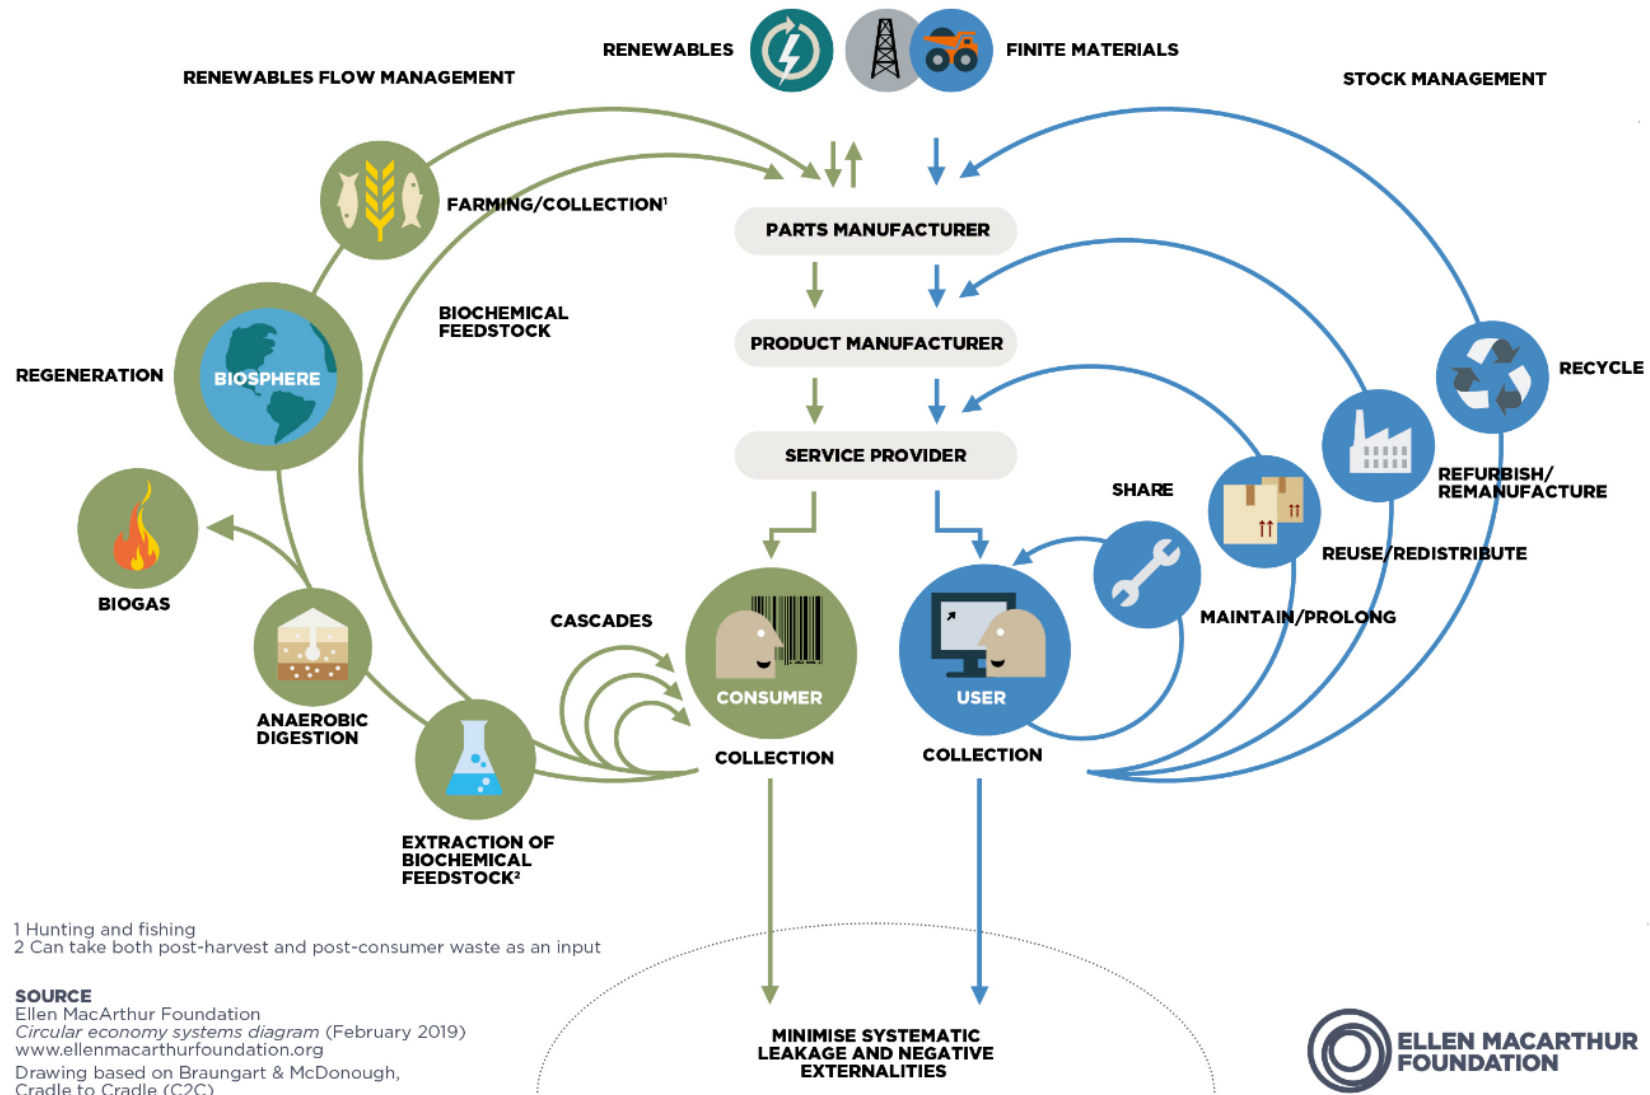 RENEWABLES
FINITE MATERIALS
RENEWABLES FLOW MANAGEMENT
STOCK MANAGEMENT
FARMING/COLLECTION¹
PARTS MANUFACTURER
BIOCHEMICAL
FEEDSTOCK
PRODUCT MANUFACTURER
REGENERATION
BIOSPHERE
RECYCLE
SERVICE PROVIDER
SHARE
REFURBISH/
REMANUFACTURE
REUSE/REDISTRIBUTE
BIOGAS
CASCADES
MAINTAIN/PROLONG
CONSUMER
USER
ANAEROBIC
DIGESTION
COLLECTION
COLLECTION
EXTRACTION OF
BIOCHEMICAL
FEEDSTOCK²
1 Hunting and fishing
2 Can take both post-harvest and post-consumer waste as an input
SOURCE
Ellen MacArthur Foundation
Circular economy systems diagram (February 2019)
www.ellenmacarthurfoundation.org
Drawing based on Braungart & McDonough,
Cradle to Cradle (C2C)
MINIMISE SYSTEMATIC
LEAKAGE AND NEGATIVE
EXTERNALITIES
ELLEN MACARTHUR
FOUNDATION